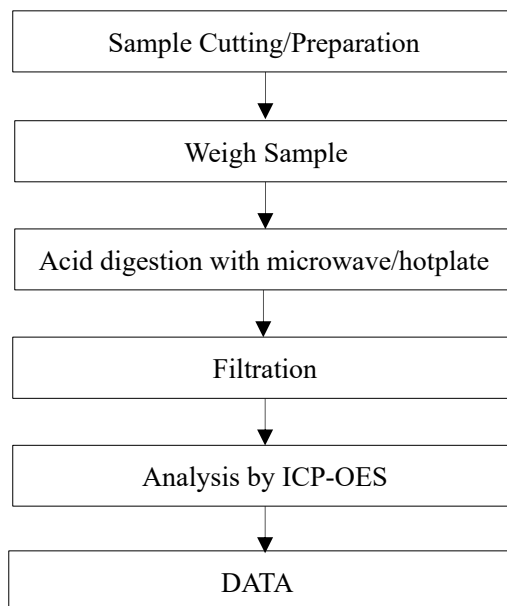 Sample Cutting/Preparation
Weigh Sample
Acid digestion with microwave/hotplate
Filtration
Analysis by ICP-OES
DATA